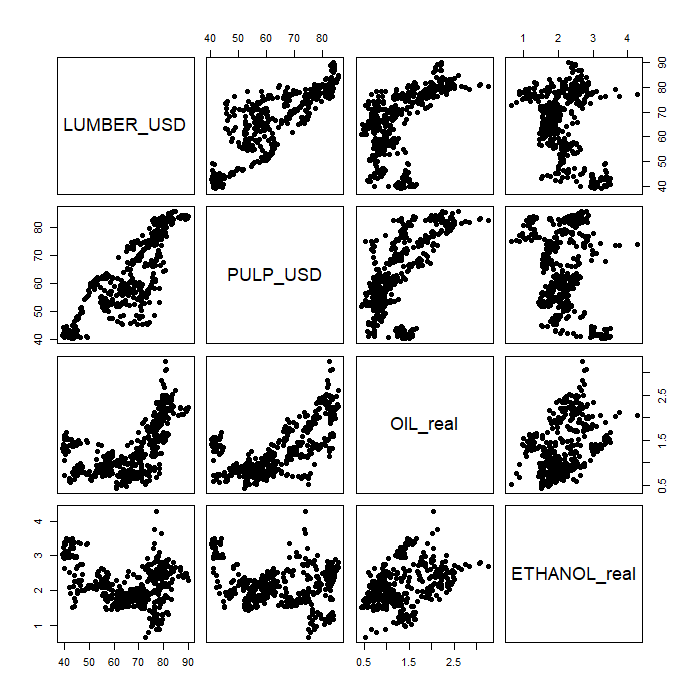 40 50 60 70 80
1 2 3 4
LUMBER_USD
40 50 60 70 80 90
40 50 60 70 80
PULP_USD
OIL_real
0.5 1.5 2.5
1 2 3 4
ETHANOL_real
40 50 60 70 80 90
0.5 1.5 2.5